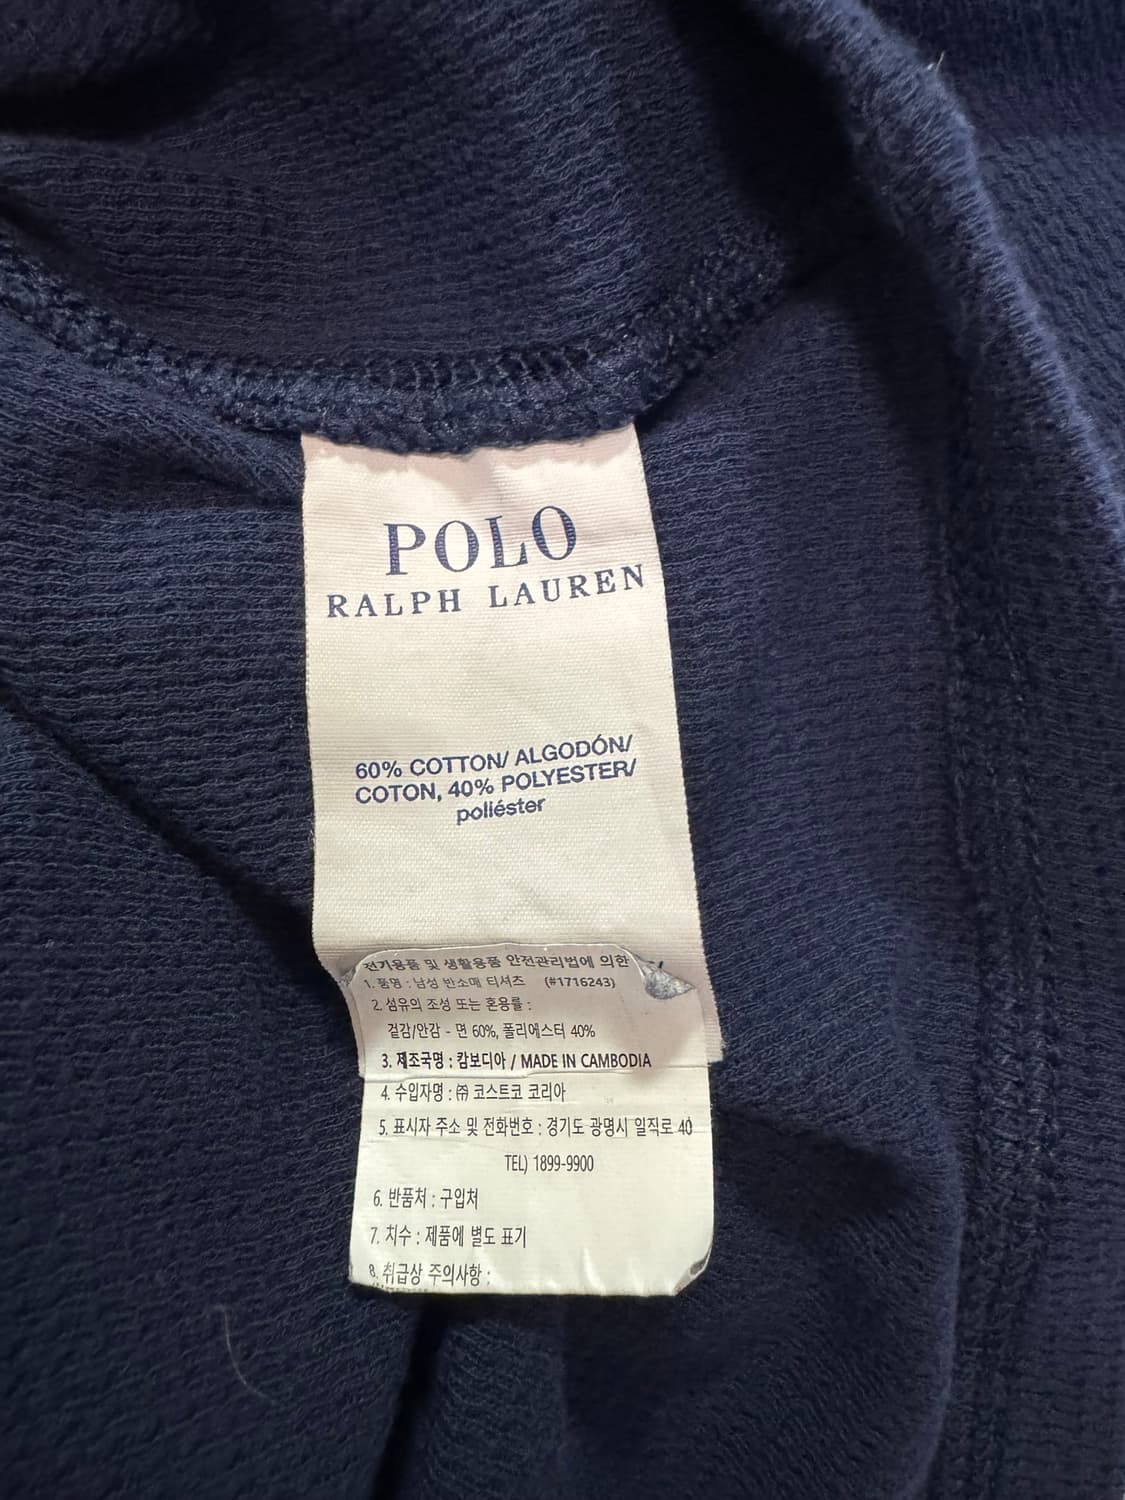 POLO
RALPH LAUREN
60% COTTON/ ALGODÓN/
COTON, 40% POLYESTER/
poliéster
전기용품 및 생활용품 안전관리법에 의한
1. 품명 : 남성 반소매 티셔츠 (#1716243)
2. 섬유의 조성 또는 혼용률 :
겉감/안감 - 면 60%, 폴리에스터 40%
3. 제조국명 : 캄보디아 / MADE IN CAMBODIA
4. 수입자명 : ㈜ 코스트코 코리아
5. 표시자 주소 및 전화번호 : 경기도 광명시 일직로 40
TEL) 1899-9900
6. 반품처 : 구입처
7. 치수 : 제품에 별도 표기
8. 취급상 주의사항 :